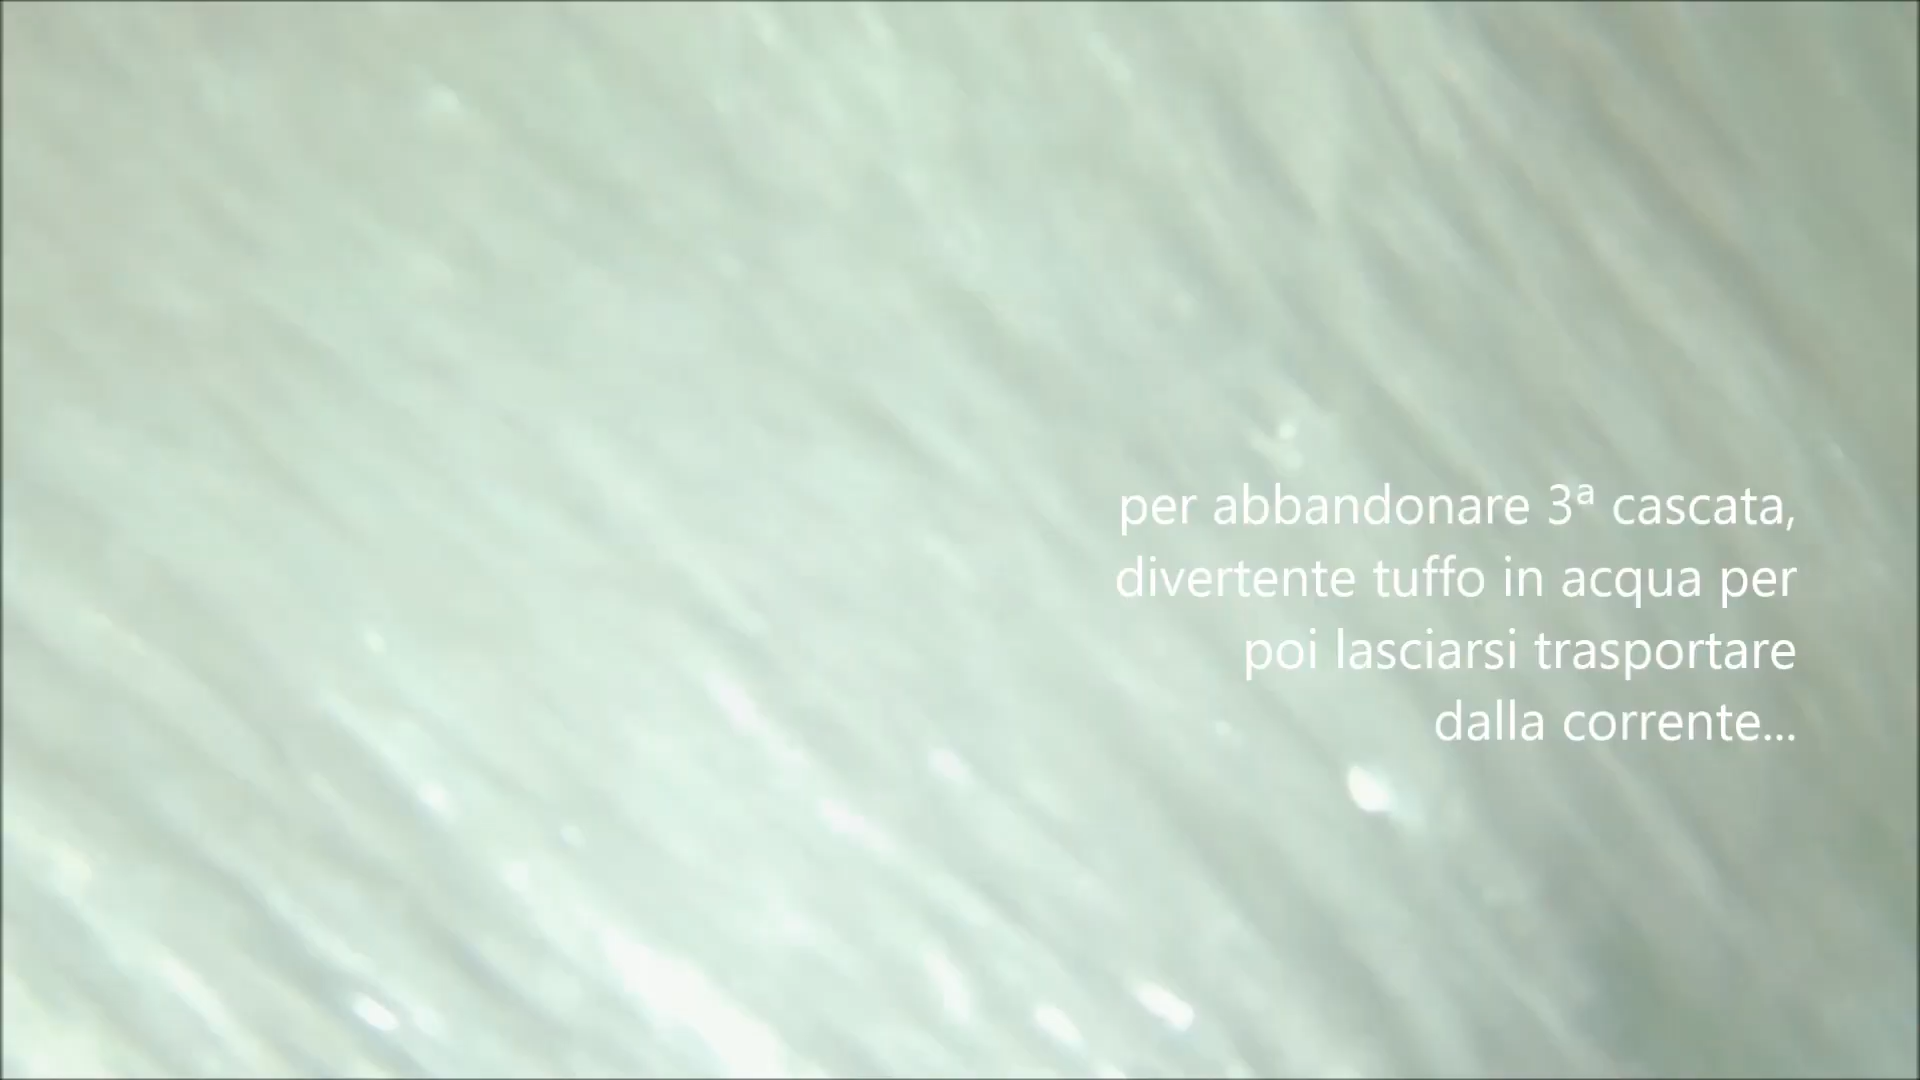 per abbandonare 3ª cascata,
divertente tuffo in acqua per
poi lasciarsi trasportare
dalla corrente...